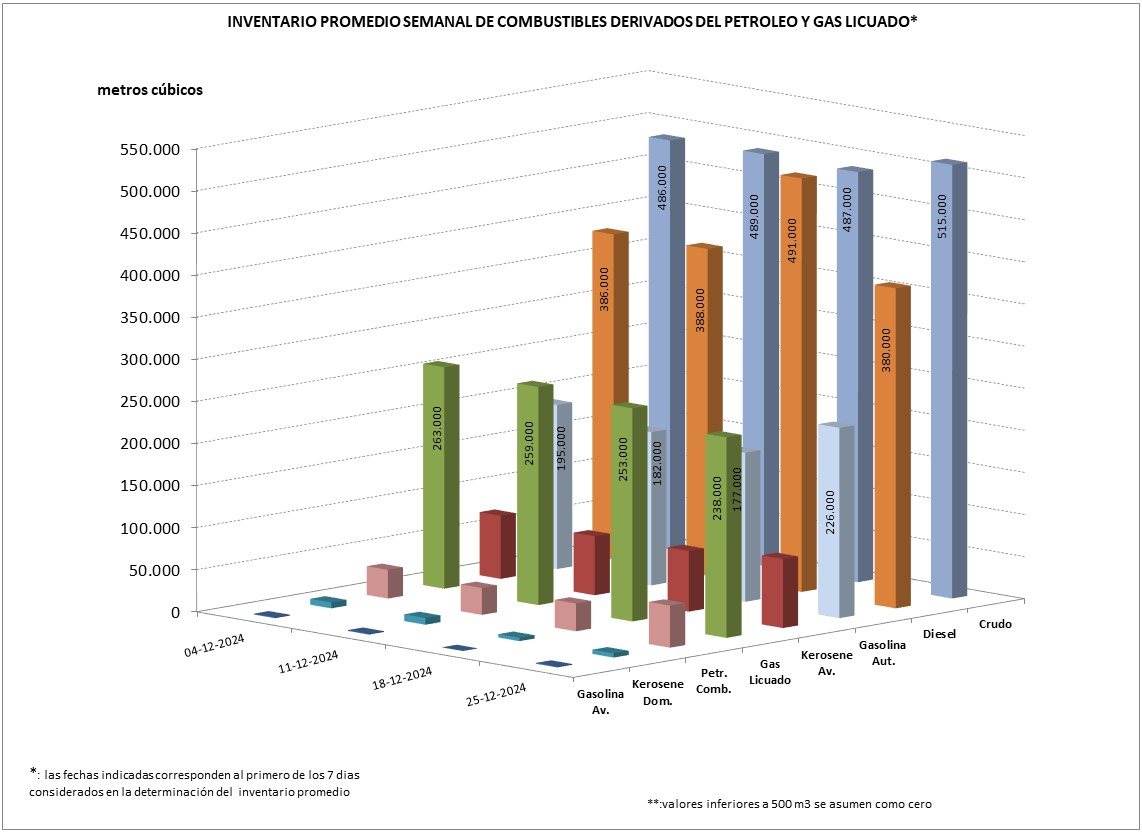 INVENTARIO PROMEDIO SEMANAL DE COMBUSTIBLES DERIVADOS DEL PETROLEO Y GAS LICUADO*
metros cúbicos
550.000
500.000
450.000
400.000
350.000
300.000
250.000
200.000
150.000
100.000
50.000
0
486.000
489.000
487.000
515.000
386.000
388.000
491.000
380.000
195.000
182.000
177.000
226.000
263.000
259.000
253.000
238.000
04-12-2024
11-12-2024
18-12-2024
25-12-2024
Gasolina
Av.
Kerosene
Dom.
Petr.
Comb.
Gas
Licuado
Kerosene
Av.
Gasolina
Aut.
Diesel
Crudo
*: las fechas indicadas corresponden al primero de los 7 dias
considerados en la determinación del inventario promedio
**:valores inferiores a 500 m3 se asumen como cero